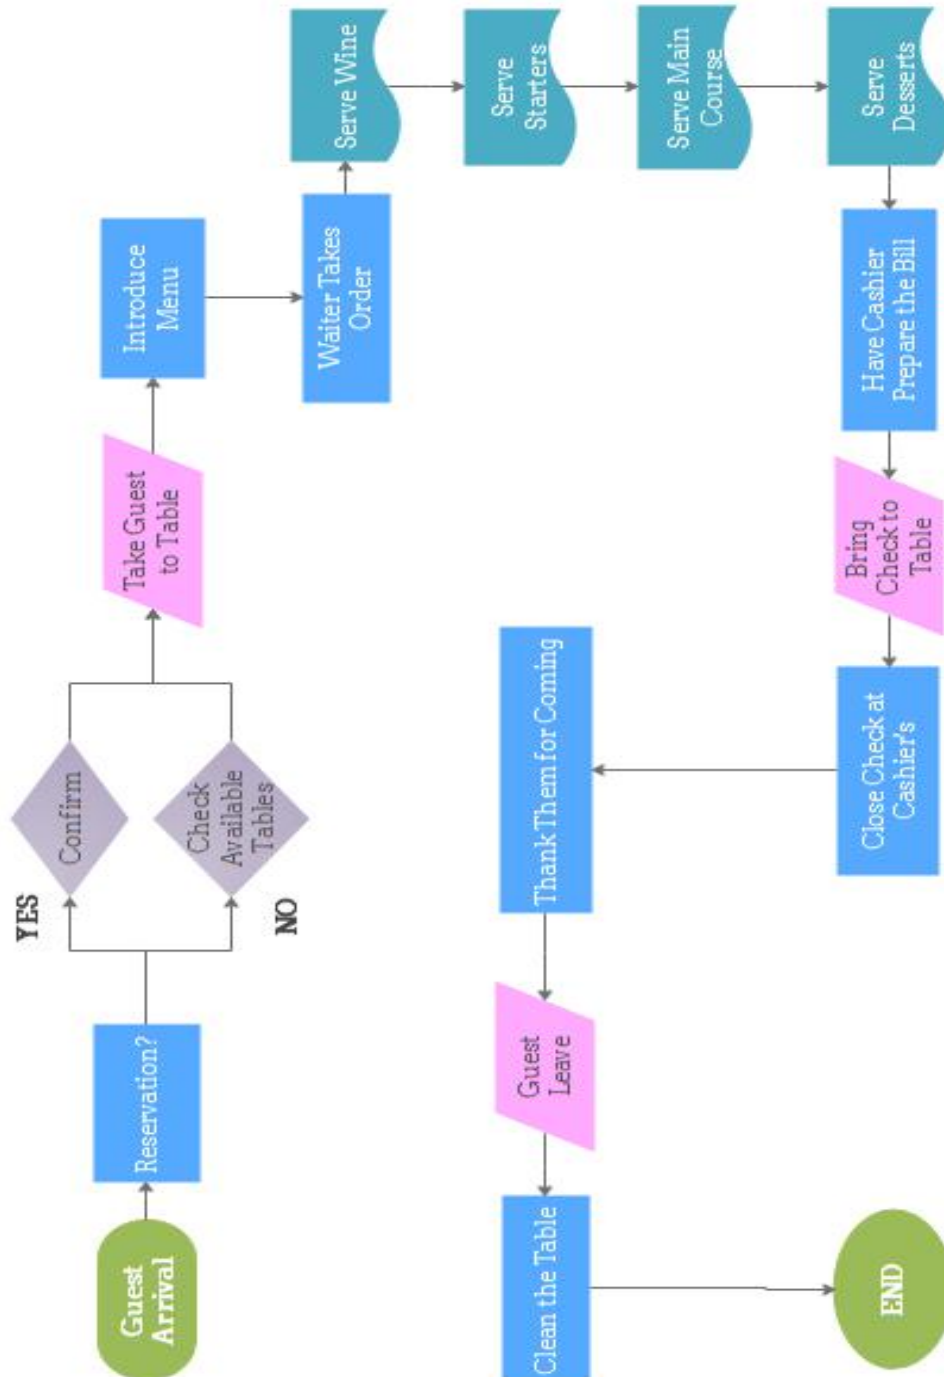 Guest
Arrival
Reservation?
YES
Confirm
NO
Check
Available
Tables
Take Guest
to Table
Introduce
Menu
Waiter Takes
Order
Serve Wine
Serve
Starters
Serve Main
Course
Serve
Desserts
Have Cashier
Prepare the Bill
Bring
Check to
Table
Close Check at
Cashier's
Thank Them for Coming
Guest
Leave
Clean the Table
END